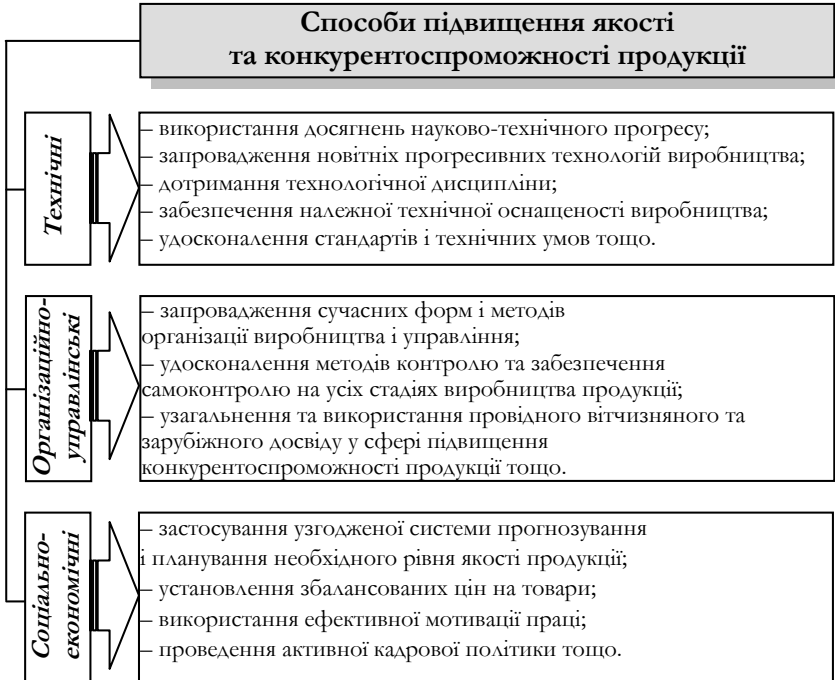 Способи підвищення якості
та конкурентоспроможності продукції
Технічні
– використання досягнень науково-технічного прогресу;
– запровадження новітніх прогресивних технологій виробництва;
– дотримання технологічної дисципліни;
– забезпечення належної технічної оснащеності виробництва;
– удосконалення стандартів і технічних умов тощо.
Організаційно-
управлінські
– запровадження сучасних форм і методів
організації виробництва і управління;
– удосконалення методів контролю та забезпечення
самоконтролю на усіх стадіях виробництва продукції;
– узагальнення та використання провідного вітчизняного та
зарубіжного досвіду у сфері підвищення
конкурентоспроможності продукції тощо.
Соціально-
економічні
– застосування узгодженої системи прогнозування
і планування необхідного рівня якості продукції;
– установлення збалансованих цін на товари;
– використання ефективної мотивації праці;
– проведення активної кадрової політики тощо.